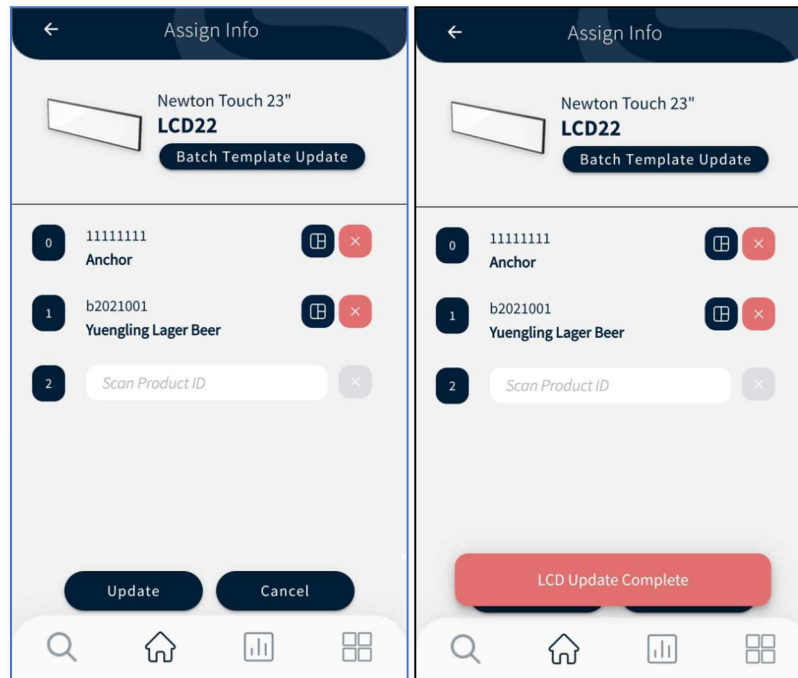 Assign Info
Newton Touch 23"
LCD22
Batch Template Update
0
11111111
Anchor
1
b2021001
Yuengling Lager Beer
2
Scan Product ID
Update
Cancel
Assign Info
Newton Touch 23"
LCD22
Batch Template Update
0
11111111
Anchor
1
b2021001
Yuengling Lager Beer
2
Scan Product ID
LCD Update Complete